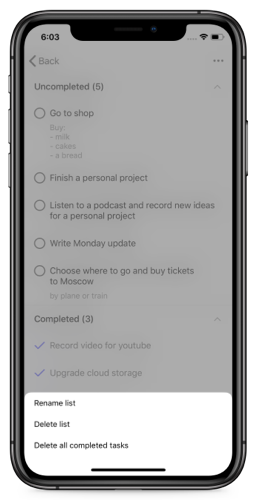 6:03
Back
Uncompleted (5)
Go to shop
Buy:
- milk
- cakes
- a bread
Finish a personal project
Listen to a podcast and record new ideas
for a personal project
Write Monday update
Choose where to go and buy tickets
to Moscow
by plane or train
Completed (3)
Record video for youtube
Upgrade cloud storage
Rename list
Delete list
Delete all completed tasks